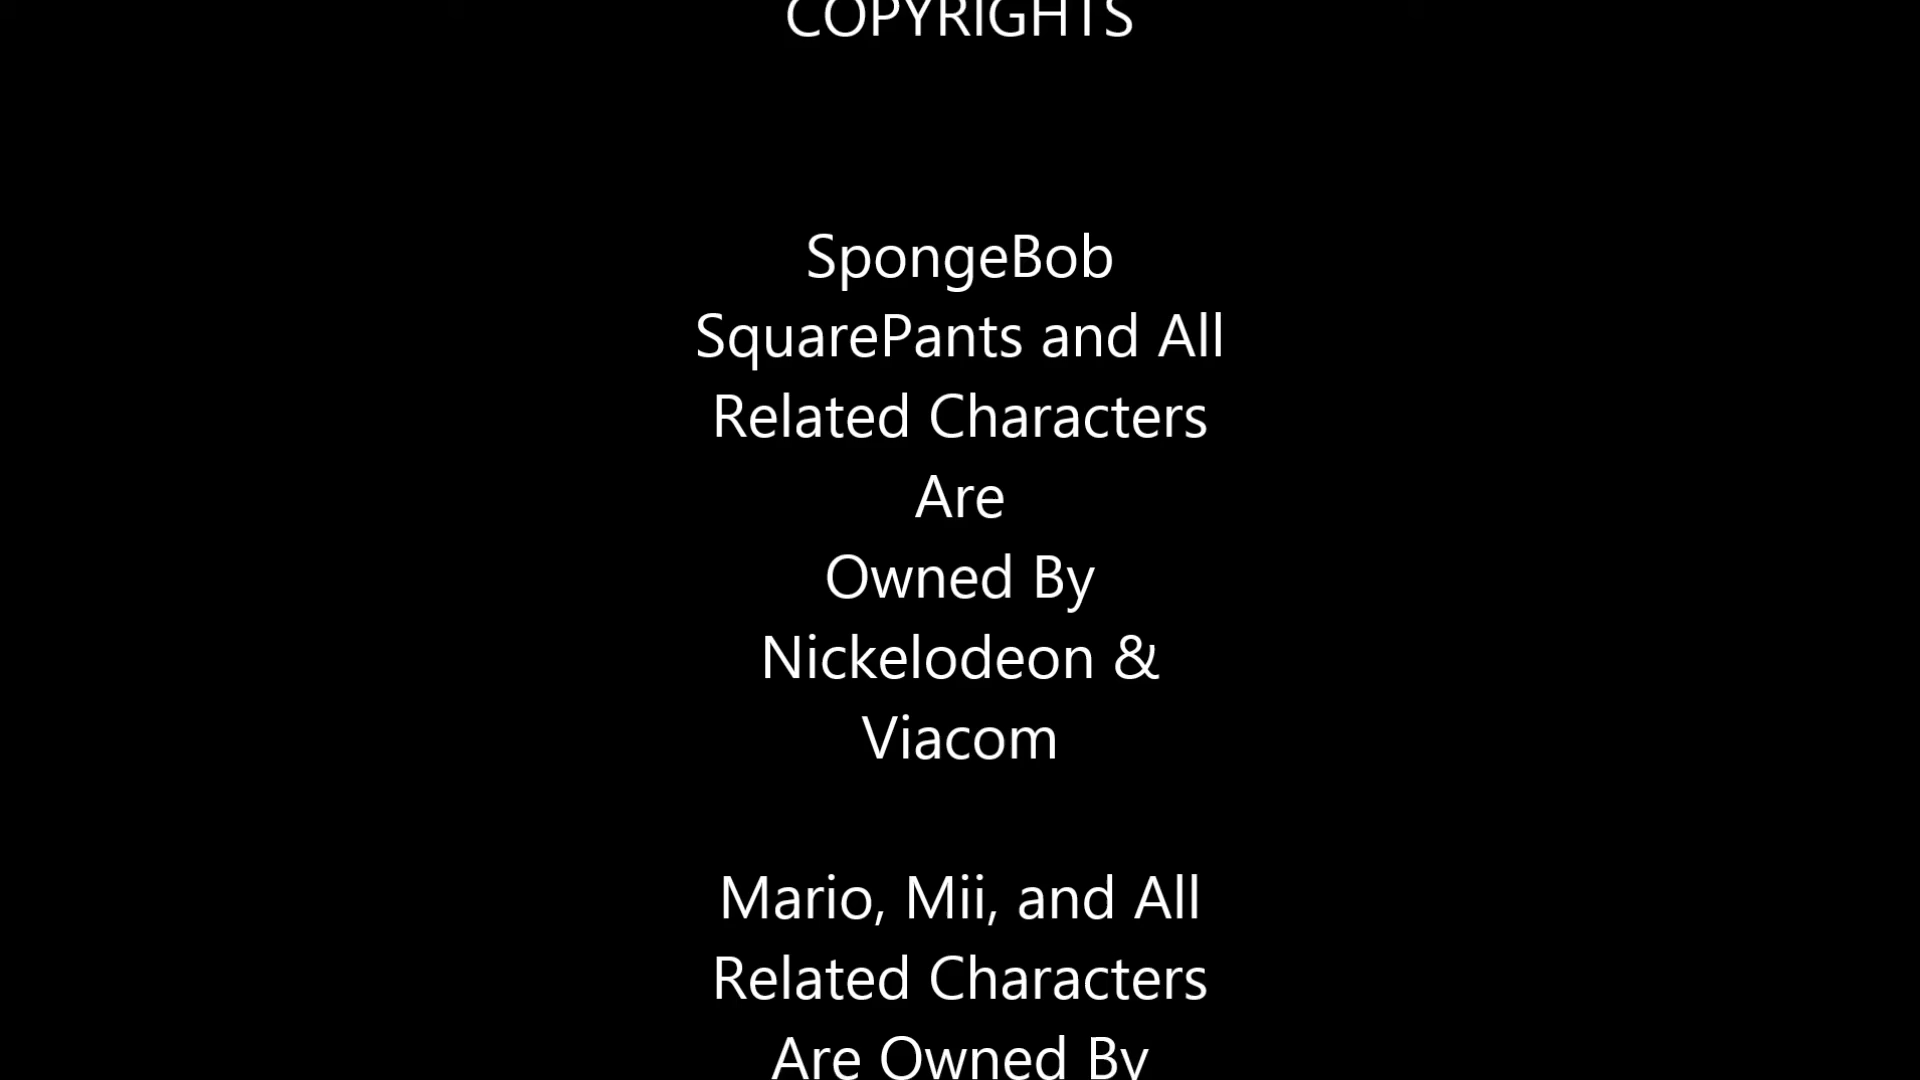 COPYRIGHTS
SpongeBob
SquarePants and All
Related Characters
Are
Owned By
Nickelodeon &
Viacom
Mario, Mii, and All
Related Characters
Are Owned By